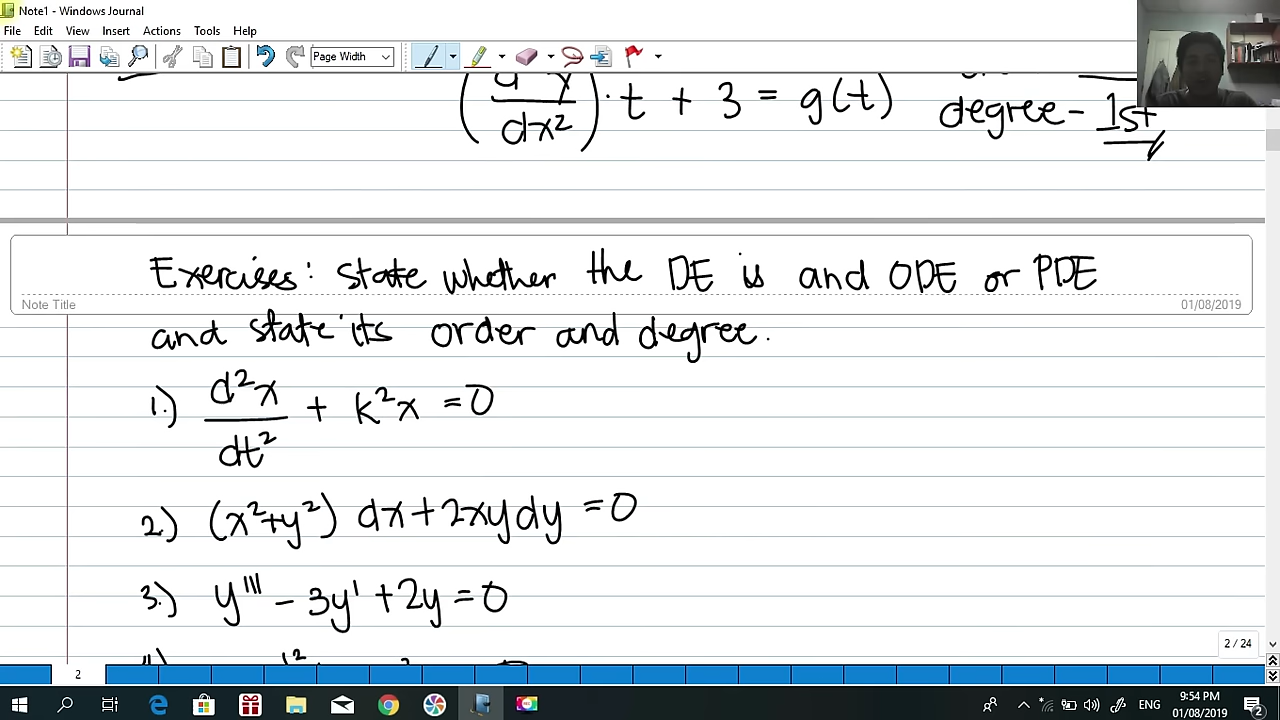 Note1 - Windows Journal
File Edit View Insert Actions Tools Help
Page Width
dx² · t + 3 = g(t) degree - 1st
Exercises: state whether the DE is and ODE or PDE
Note Title 01/08/2019
and state its order and degree.
1.) d²x/dt² + k²x = 0
2.) (x²+y²) dx + 2xydy = 0
3.) y''' - 3y' + 2y = 0
2 / 24
2
ENG
9:54 PM
01/08/2019
2